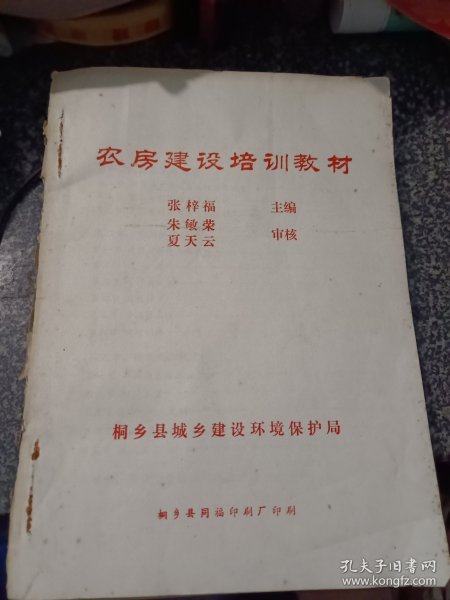 农房建设培训教材
张梓福 主编
朱敏荣
夏天云 审核
桐乡县城乡建设环境保护局
桐乡县同福印刷厂印刷
孔夫子旧书网
www.kongfz.com